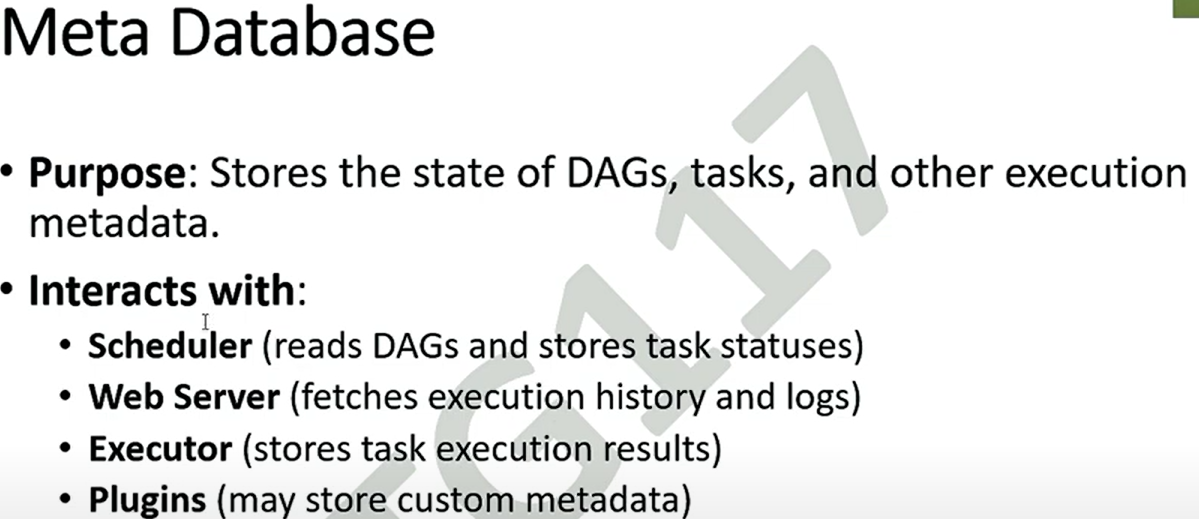 Meta Database
• Purpose: Stores the state of DAGs, tasks, and other execution
metadata.
• Interacts with:
• Scheduler (reads DAGs and stores task statuses)
• Web Server (fetches execution history and logs)
• Executor (stores task execution results)
• Plugins (may store custom metadata)
G117